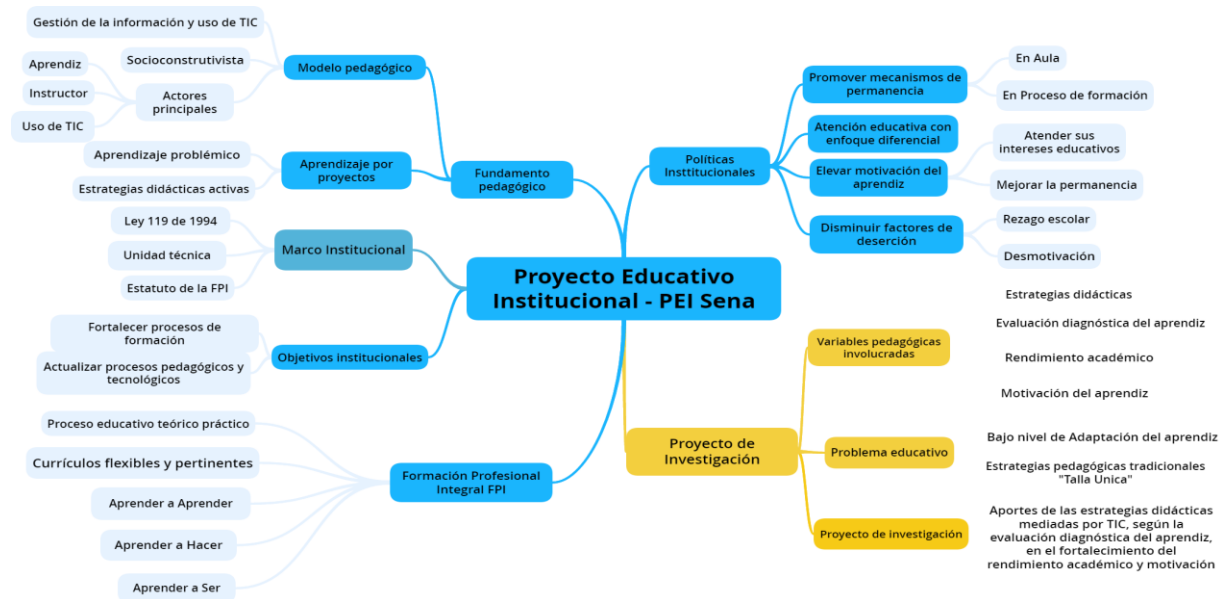 Proyecto Educativo
Institucional - PEI Sena
Fundamento
pedagógico
Modelo pedagógico
Gestión de la información y uso de TIC
Socioconstrutivista
Actores
principales
Aprendiz
Instructor
Uso de TIC
Aprendizaje por
proyectos
Aprendizaje problémico
Estrategias didácticas activas
Marco Institucional
Ley 119 de 1994
Unidad técnica
Estatuto de la FPI
Objetivos institucionales
Fortalecer procesos de
formación
Actualizar procesos pedagógicos y
tecnológicos
Formación Profesional
Integral FPI
Proceso educativo teórico práctico
Currículos flexibles y pertinentes
Aprender a Aprender
Aprender a Hacer
Aprender a Ser
Políticas
Insttitucionales
Promover mecanismos de
permanencia
En Aula
En Proceso de formación
Atención educativa con
enfoque diferencial
Elevar motivación del
aprendiz
Atender sus
intereses educativos
Mejorar la permanencia
Disminuir factores de
deserción
Rezago escolar
Desmotivación
Proyecto de
Investigación
Variables pedagógicas
involucradas
Estrategias didácticas
Evaluación diagnóstica del aprendiz
Rendimiento académico
Motivación del aprendiz
Problema educativo
Bajo nivel de Adaptación del aprendiz
Estrategias pedagógicas tradicionales
"Talla Unica"
Proyecto de investigación
Aportes de las estrategias didácticas
mediadas por TIC, según la
evaluación diagnóstica del aprendiz,
en el fortalecimiento del
rendimiento académico y motivación